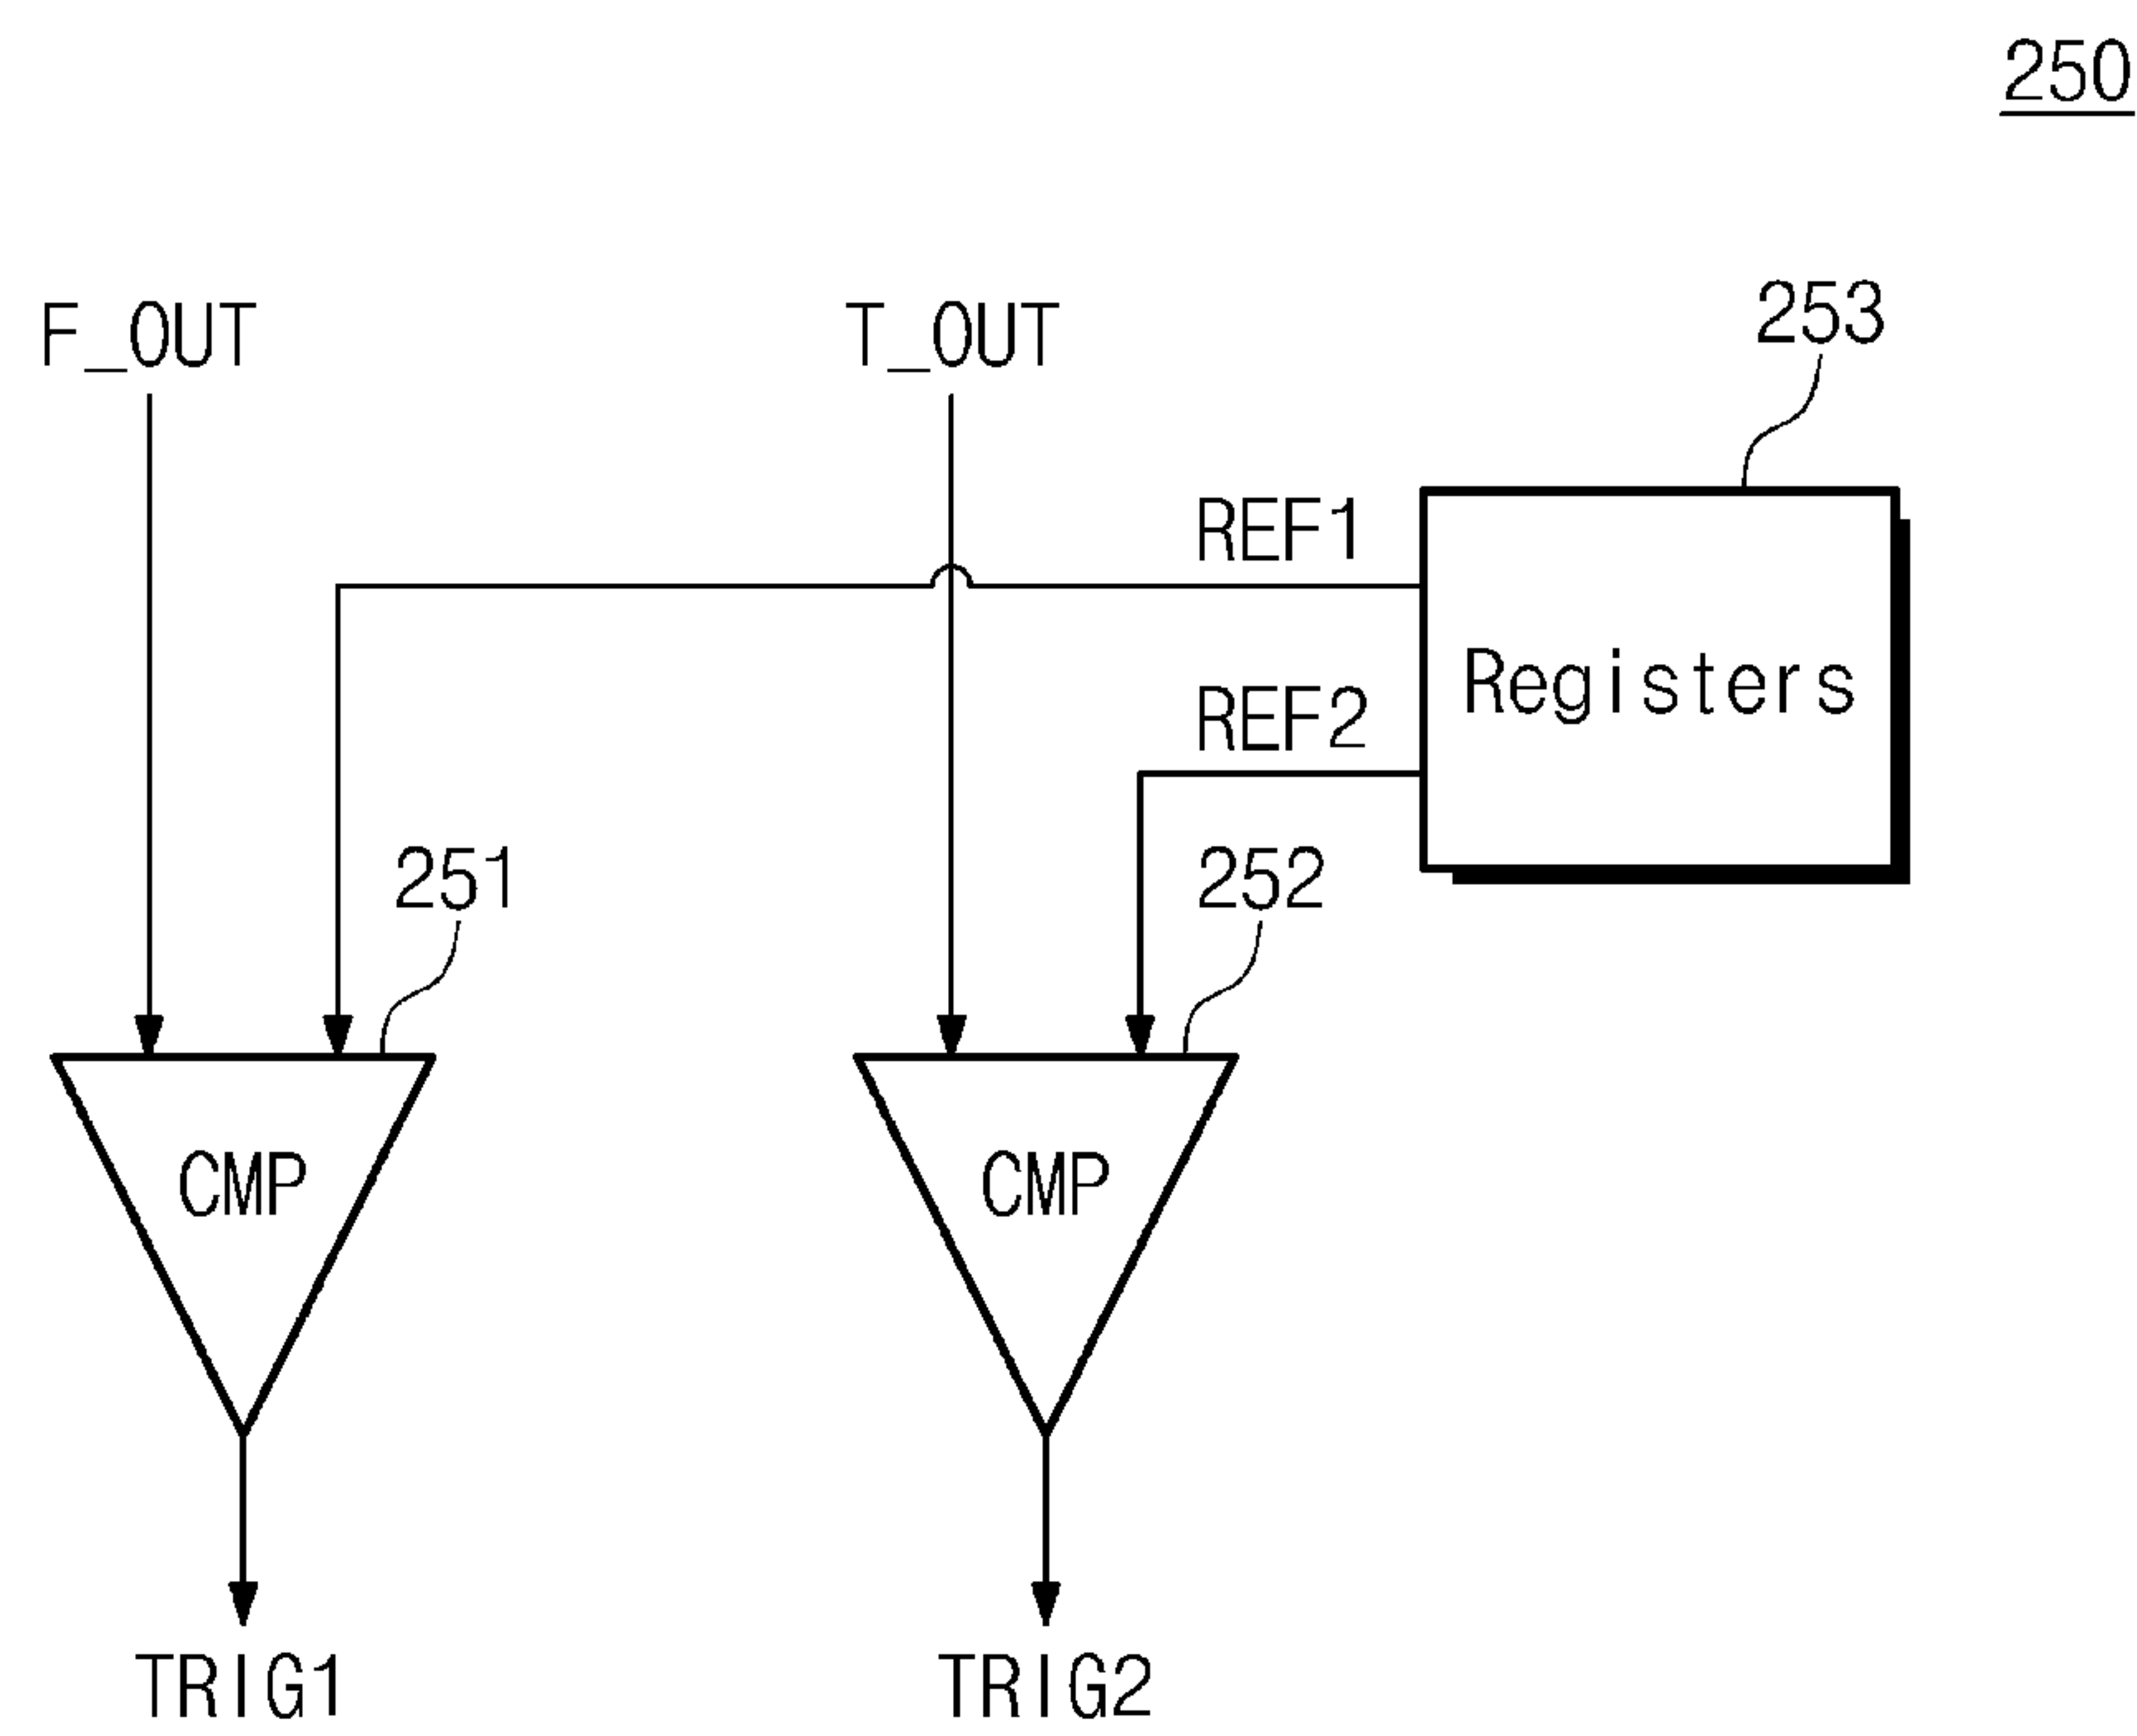 250
F_OUT
T_OUT
253
REF1
Registers
REF2
251
252
CMP
CMP
TRIG1
TRIG2